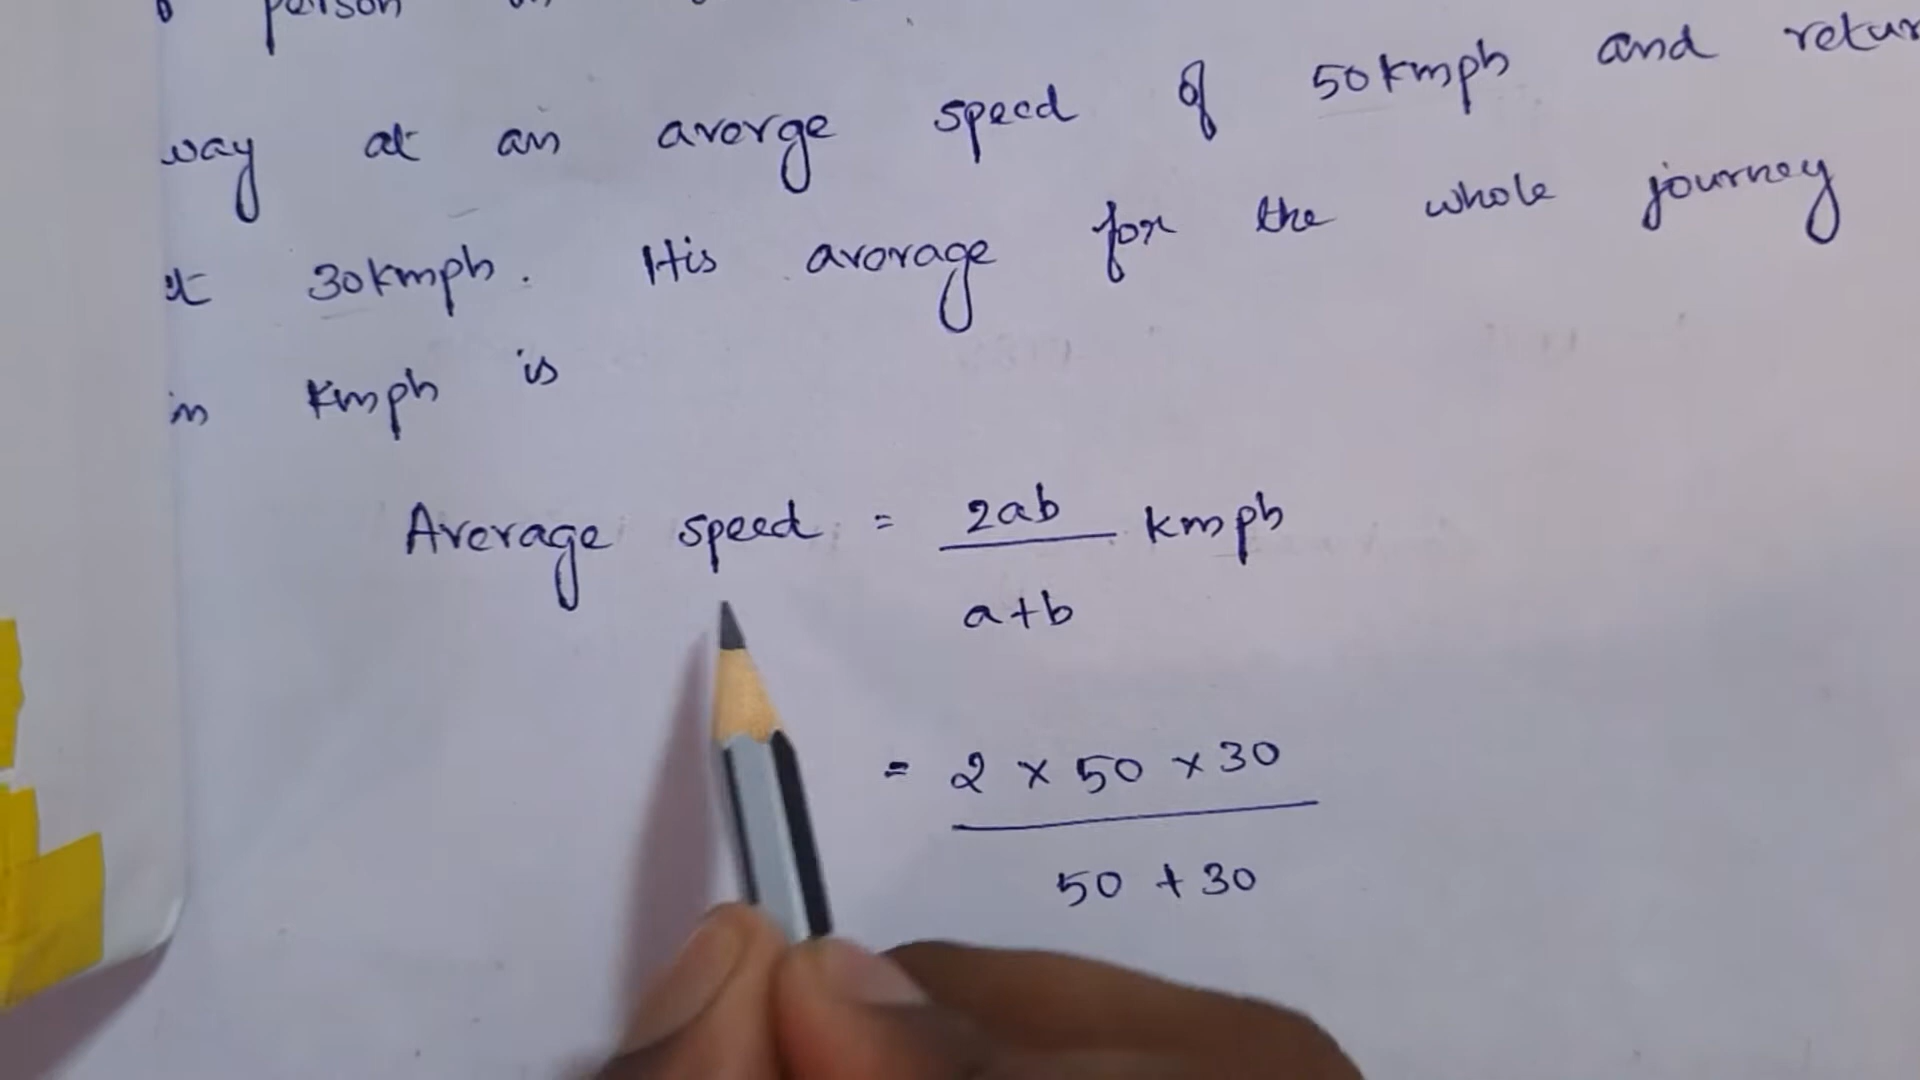 person
way at an averge speed of 50kmph and retur
at 30kmph. His average for the whole journey
in kmph is
Average speed = 2ab kmph
a+b
= 2 × 50 × 30
50 + 30